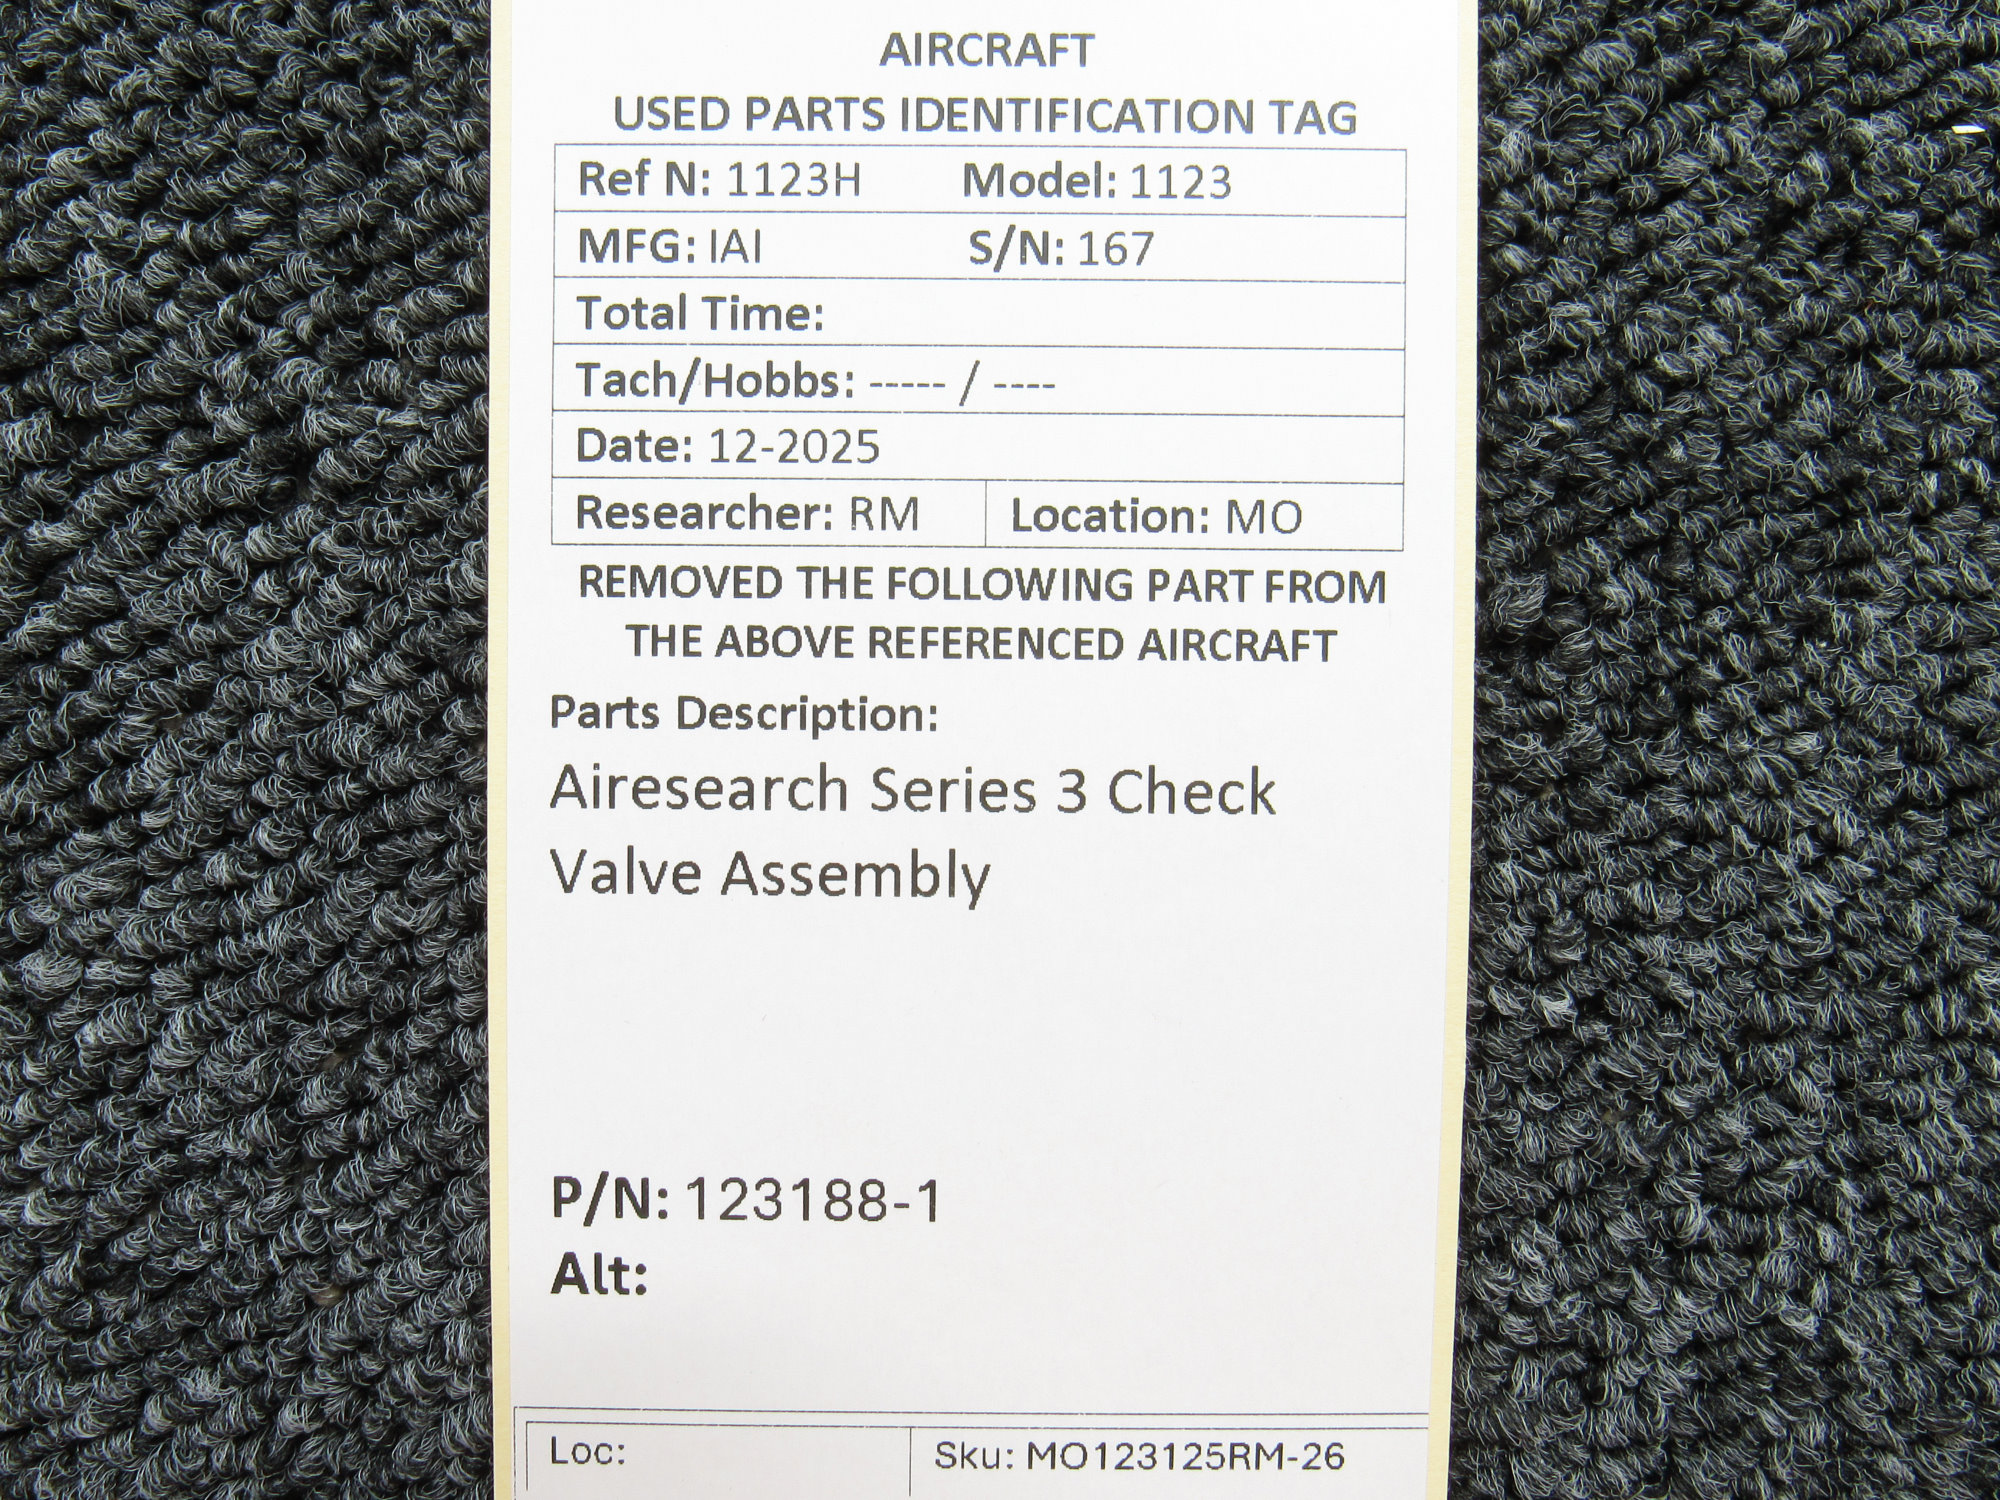 AIRCRAFT
USED PARTS IDENTIFICATION TAG
Ref N: 1123H Model: 1123
MFG: IAI S/N: 167
Total Time:
Tach/Hobbs: ----- / ----
Date: 12-2025
Researcher: RM Location: MO
REMOVED THE FOLLOWING PART FROM
THE ABOVE REFERENCED AIRCRAFT
Parts Description:
Airesearch Series 3 Check
Valve Assembly
P/N: 123188-1
Alt:
Loc: Sku: MO123125RM-26